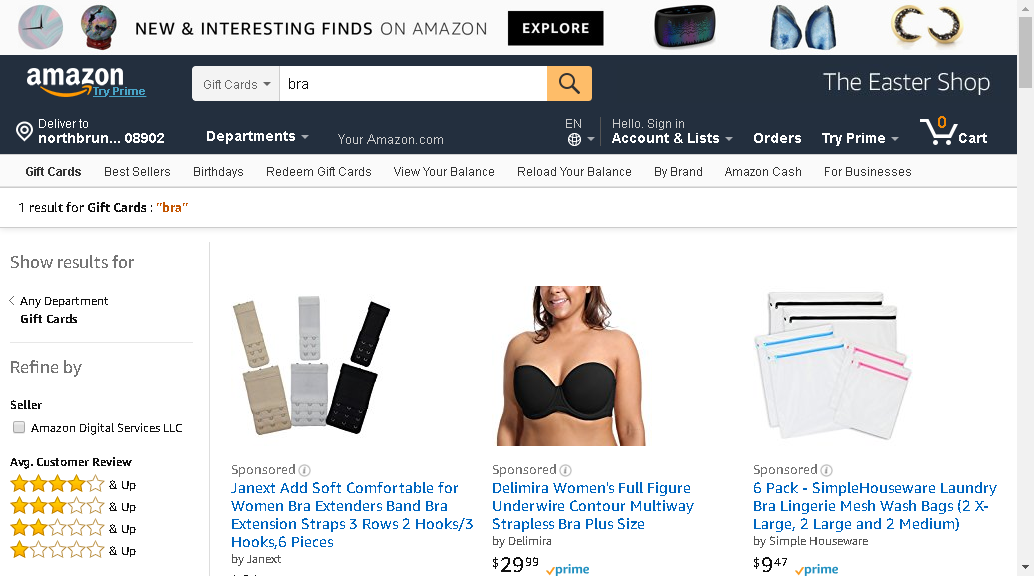 NEW & INTERESTING FINDS ON AMAZON
EXPLORE
amazon
Try Prime
Gift Cards
bra
The Easter Shop
Deliver to
northbrun... 08902
Departments
Your Amazon.com
EN
Hello. Sign in
Account & Lists
Orders
Try Prime
0
Cart
Gift Cards
Best Sellers
Birthdays
Redeem Gift Cards
View Your Balance
Reload Your Balance
By Brand
Amazon Cash
For Businesses
1 result for Gift Cards : "bra"
Show results for
Any Department
Gift Cards
Refine by
Seller
Amazon Digital Services LLC
Avg. Customer Review
& Up
& Up
& Up
& Up
Sponsored
Janext Add Soft Comfortable for
Women Bra Extenders Band Bra
Extension Straps 3 Rows 2 Hooks/3
Hooks,6 Pieces
by Janext
Sponsored
Delimira Women's Full Figure
Underwire Contour Multiway
Strapless Bra Plus Size
by Delimira
$29 99 prime
Sponsored
6 Pack - SimpleHouseware Laundry
Bra Lingerie Mesh Wash Bags (2 X-
Large, 2 Large and 2 Medium)
by Simple Houseware
$9 47 prime